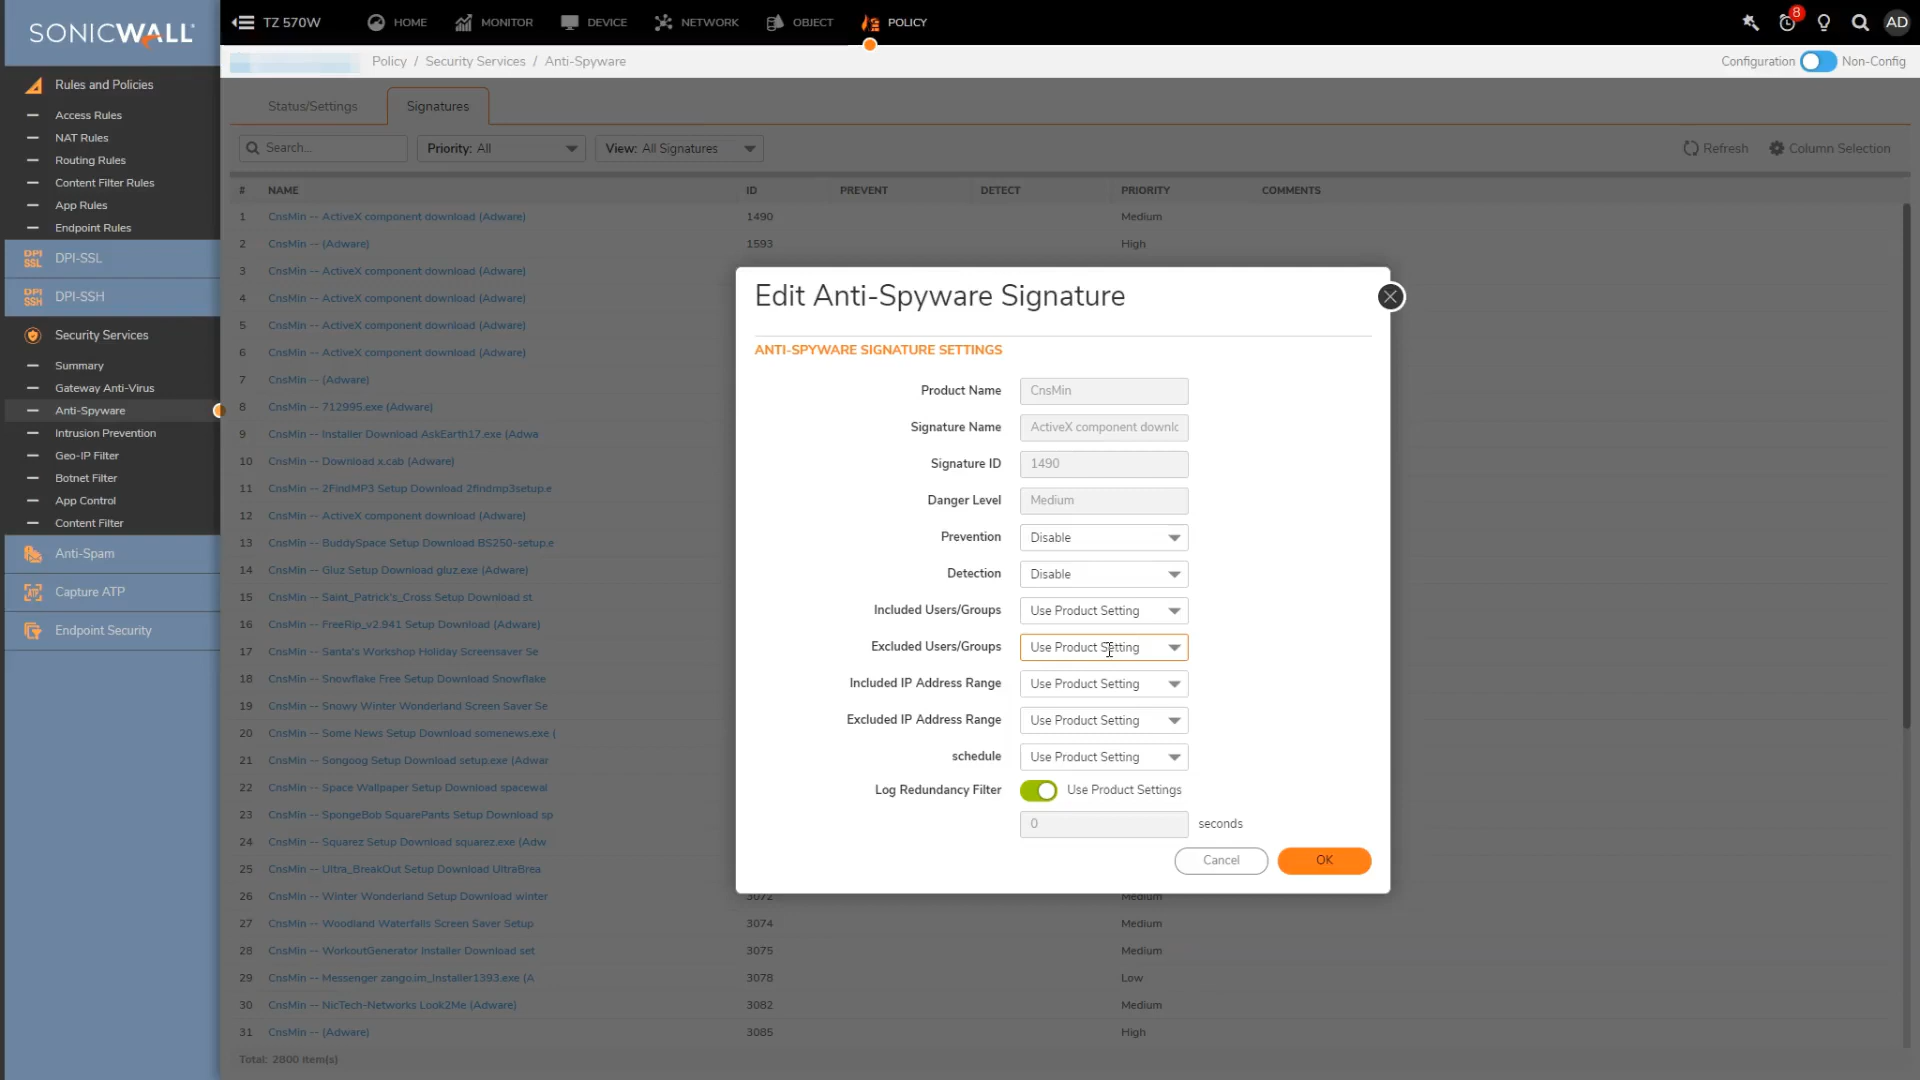 SONICWALL
TZ 570W
HOME
MONITOR
DEVICE
NETWORK
OBJECT
POLICY
8
AD
Policy / Security Services / Anti-Spyware
Configuration
Non-Config
Rules and Policies
Access Rules
NAT Rules
Routing Rules
Content Filter Rules
App Rules
Endpoint Rules
DPI SSL
DPI-SSL
DPI SSH
DPI-SSH
Security Services
Summary
Gateway Anti-Virus
Anti-Spyware
Intrusion Prevention
Geo-IP Filter
Botnet Filter
App Control
Content Filter
Anti-Spam
ATP
Capture ATP
Endpoint Security
Status/Settings
Signatures
Search...
Priority: All
View: All Signatures
Refresh
Column Selection
# NAME ID PREVENT DETECT PRIORITY COMMENTS
1 CnsMin -- ActiveX component download (Adware) 1490 Medium
2 CnsMin -- (Adware) 1593 High
3 CnsMin -- ActiveX component download (Adware)
4 CnsMin -- ActiveX component download (Adware)
5 CnsMin -- ActiveX component download (Adware)
6 CnsMin -- ActiveX component download (Adware)
7 CnsMin -- (Adware)
8 CnsMin -- 712995.exe (Adware)
9 CnsMin -- Installer Download AskEarth17.exe (Adwa
10 CnsMin -- Download x.cab (Adware)
11 CnsMin -- 2FindMP3 Setup Download 2findmp3setup.e
12 CnsMin -- ActiveX component download (Adware)
13 CnsMin -- BuddySpace Setup Download BS250-setup.e
14 CnsMin -- Gluz Setup Download gluz.exe (Adware)
15 CnsMin -- Saint_Patrick's_Cross Setup Download st
16 CnsMin -- FreeRip_v2.941 Setup Download (Adware)
17 CnsMin -- Santa's Workshop Holiday Screensaver Se
18 CnsMin -- Snowflake Free Setup Download Snowflake
19 CnsMin -- Snowy Winter Wonderland Screen Saver Se
20 CnsMin -- Some News Setup Download somenews.exe (
21 CnsMin -- Songoog Setup Download setup.exe (Adwar
22 CnsMin -- Space Wallpaper Setup Download spacewal
23 CnsMin -- SpongeBob SquarePants Setup Download sp
24 CnsMin -- Squarez Setup Download squarez.exe (Adw
25 CnsMin -- Ultra_BreakOut Setup Download UltraBrea
26 CnsMin -- Winter Wonderland Setup Download winter 3072 Medium
27 CnsMin -- Woodland Waterfalls Screen Saver Setup 3074 Medium
28 CnsMin -- WorkoutGenerator Installer Download set 3075 Medium
29 CnsMin -- Messenger zango.im_Installer1393.exe (A 3078 Low
30 CnsMin -- NicTech-Networks Look2Me (Adware) 3082 Medium
31 CnsMin -- (Adware) 3085 High
Total: 2800 item(s)
Edit Anti-Spyware Signature
ANTI-SPYWARE SIGNATURE SETTINGS
Product Name CnsMin
Signature Name ActiveX component downlc
Signature ID 1490
Danger Level Medium
Prevention Disable
Detection Disable
Included Users/Groups Use Product Setting
Excluded Users/Groups Use Product Setting
Included IP Address Range Use Product Setting
Excluded IP Address Range Use Product Setting
schedule Use Product Setting
Log Redundancy Filter Use Product Settings
0 seconds
Cancel
OK